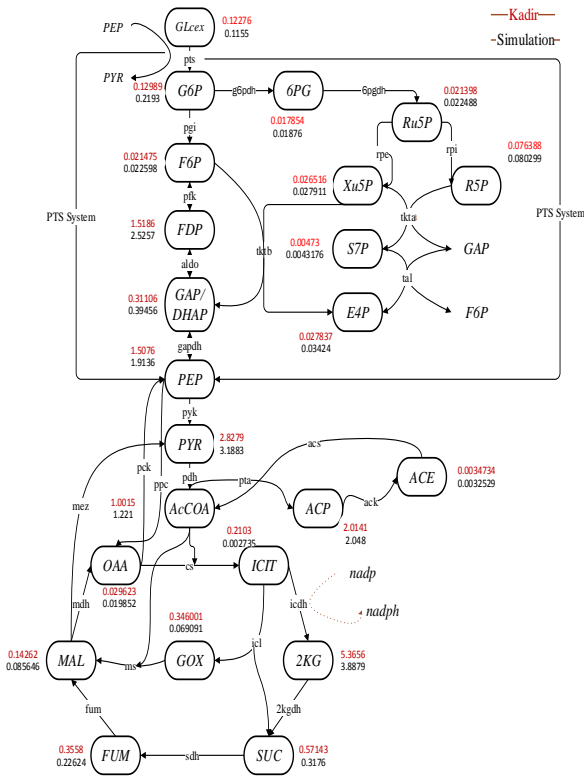 Kadir
Simulation
PEP
GLcex
0.12276
0.1155
pts
PYR
0.12989
0.2193
G6P
g6pdh
6PG
6pgdh
0.021398
0.022488
0.017854
0.01876
Ru5P
pgi
rpe
rpi
0.076388
0.080299
0.021475
0.022598
F6P
0.026516
0.027911
Xu5P
R5P
pfk
PTS System
PTS System
1.5186
2.5257
FDP
tktb
tkta
0.00473
0.0043176
S7P
GAP
aldo
tal
0.31106
0.39456
GAP/
DHAP
E4P
F6P
0.027837
0.03424
gapdh
1.5076
1.9136
PEP
pyk
PYR
2.8279
3.1883
pck
ppc
pdh
acs
pta
ACE
0.0034734
0.0032529
mez
1.0015
1.221
AcCOA
ACP
ack
2.0141
2.048
0.2103
0.002735
OAA
cs
ICIT
nadp
0.029623
0.019852
mdh
icdh
nadph
0.346001
0.069091
icl
0.14262
0.085646
MAL
ms
GOX
2KG
5.3656
3.8879
fum
2kgdh
0.3558
0.22624
FUM
sdh
SUC
0.57143
0.3176